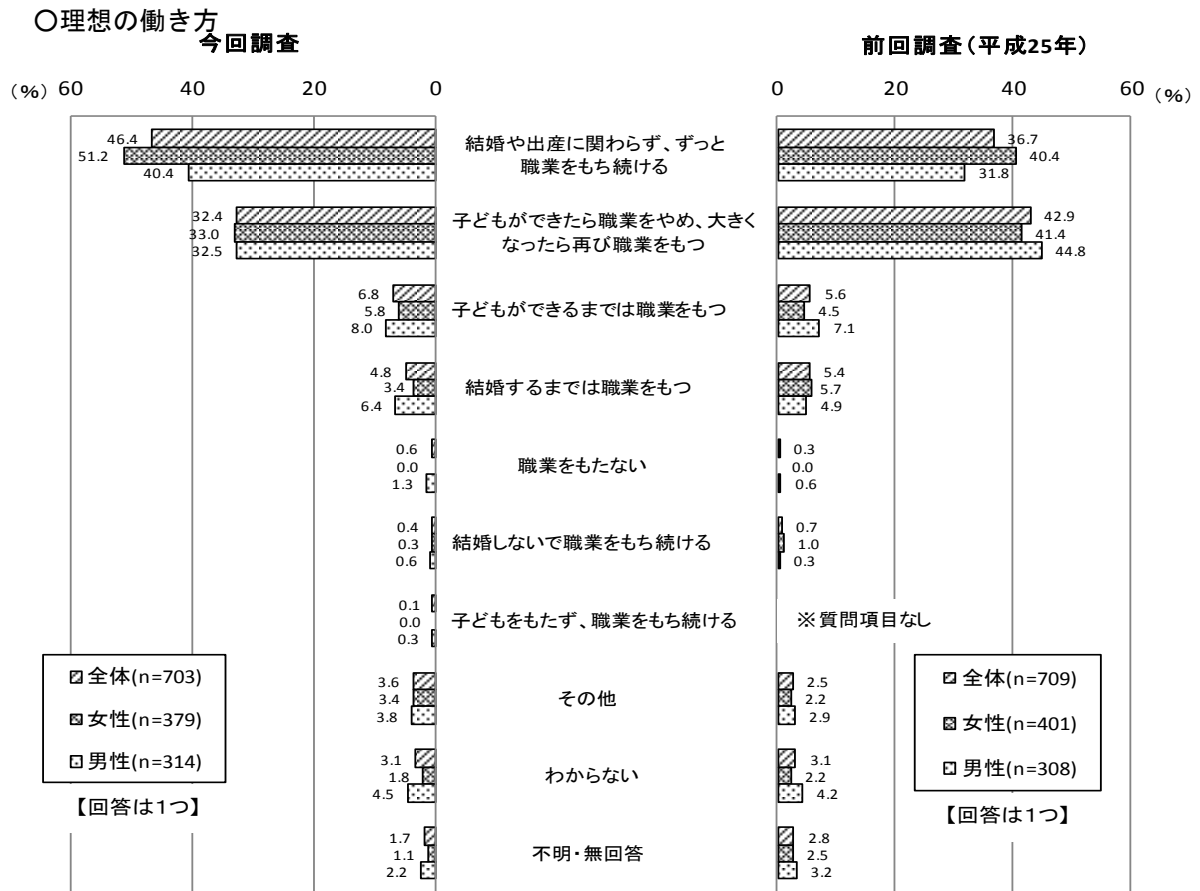 〇理想の働き方
今回調査
前回調査(平成25年)
(%) 60 40 20 0
0 20 40 60 (%)
46.4
51.2
40.4
結婚や出産に関わらず、ずっと
職業をもち続ける
36.7
40.4
31.8
32.4
33.0
32.5
子どもができたら職業をやめ、大きく
なったら再び職業をもつ
42.9
41.4
44.8
6.8
5.8
8.0
子どもができるまでは職業をもつ
5.6
4.5
7.1
4.8
3.4
6.4
結婚するまでは職業をもつ
5.4
5.7
4.9
0.6
0.0
1.3
職業をもたない
0.3
0.0
0.6
0.4
0.3
0.6
結婚しないで職業をもち続ける
0.7
1.0
0.3
0.1
0.0
0.3
子どもをもたず、職業をもち続ける
※質問項目なし
3.6
3.4
3.8
その他
2.5
2.2
2.9
3.1
1.8
4.5
わからない
3.1
2.2
4.2
1.7
1.1
2.2
不明・無回答
2.8
2.5
3.2
全体(n=703)
女性(n=379)
男性(n=314)
【回答は1つ】
全体(n=709)
女性(n=401)
男性(n=308)
【回答は1つ】